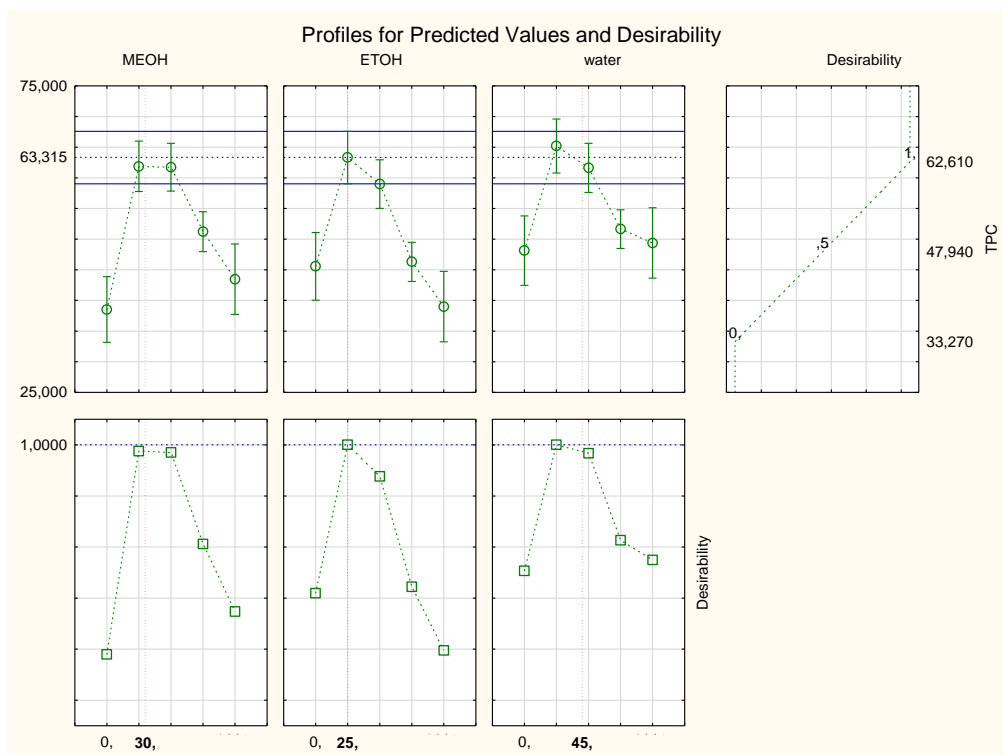 Profiles for Predicted Values and Desirability
MEOH ETOH water Desirability
75,000
63,315
25,000
1,
,5
0,
62,610
47,940
33,270
TPC
1,0000
Desirability
0, 30, 0, 25, 0, 45,